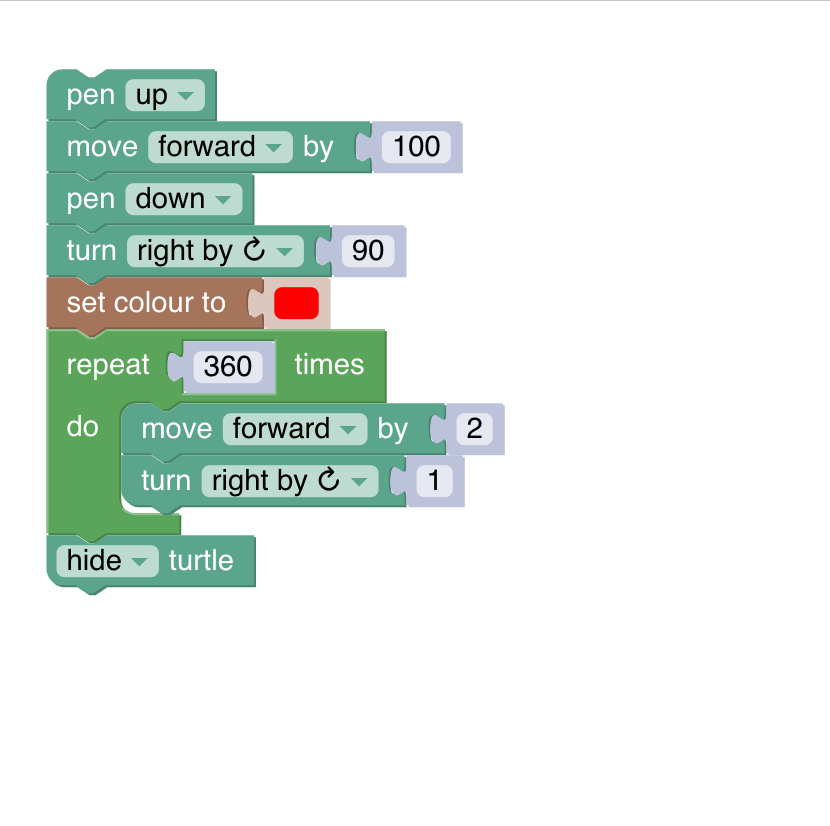 pen up
move forward by 100
pen down
turn right by ↻ 90
set colour to
repeat 360 times
do move forward by 2
turn right by ↻ 1
hide turtle